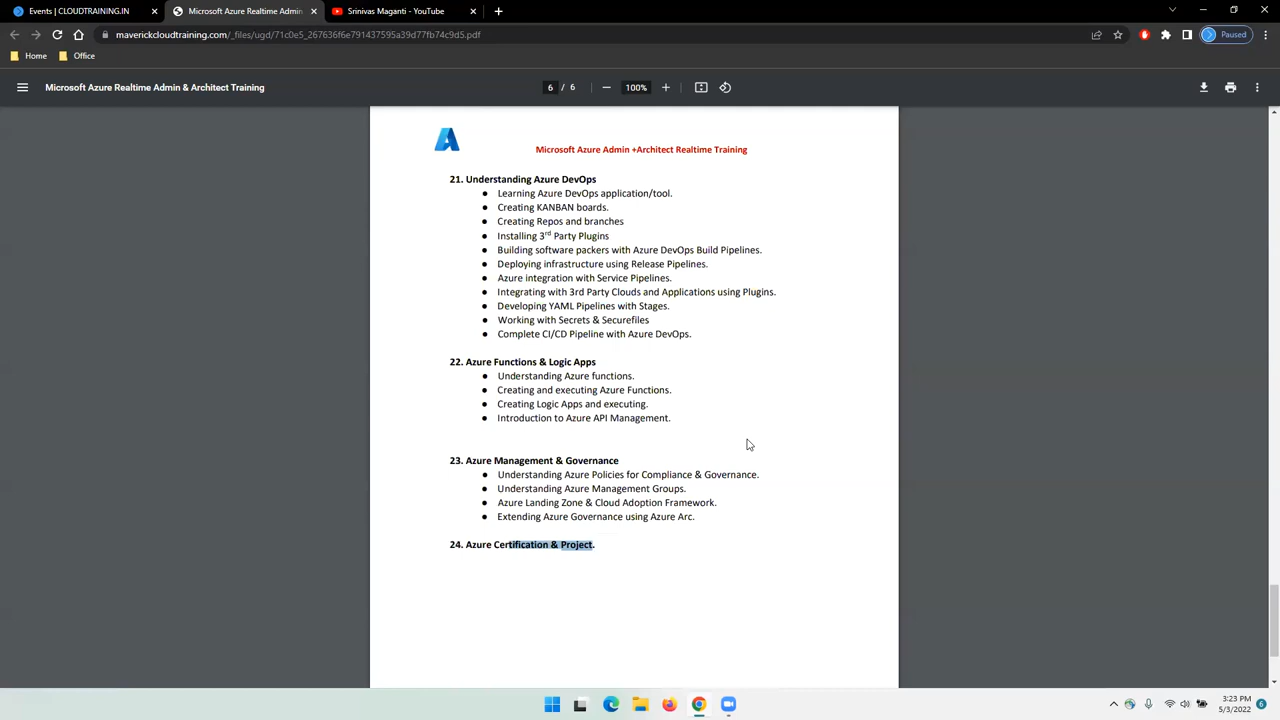 Events | CLOUDTRAINING.IN
Microsoft Azure Realtime Admin
Srinivas Maganti - YouTube
maverickcloudtraining.com/_files/ugd/71c0e5_267636f6e791437595a39d77fb74c9d5.pdf
Paused
Home
Office
Microsoft Azure Realtime Admin & Architect Training
6 / 6
100%
Microsoft Azure Admin +Architect Realtime Training
21. Understanding Azure DevOps
● Learning Azure DevOps application/tool.
● Creating KANBAN boards.
● Creating Repos and branches
● Installing 3rd Party Plugins
● Building software packers with Azure DevOps Build Pipelines.
● Deploying infrastructure using Release Pipelines.
● Azure integration with Service Pipelines.
● Integrating with 3rd Party Clouds and Applications using Plugins.
● Developing YAML Pipelines with Stages.
● Working with Secrets & Securefiles
● Complete CI/CD Pipeline with Azure DevOps.
22. Azure Functions & Logic Apps
● Understanding Azure functions.
● Creating and executing Azure Functions.
● Creating Logic Apps and executing.
● Introduction to Azure API Management.
23. Azure Management & Governance
● Understanding Azure Policies for Compliance & Governance.
● Understanding Azure Management Groups.
● Azure Landing Zone & Cloud Adoption Framework.
● Extending Azure Governance using Azure Arc.
24. Azure Certification & Project.
3:23 PM
5/3/2022
6